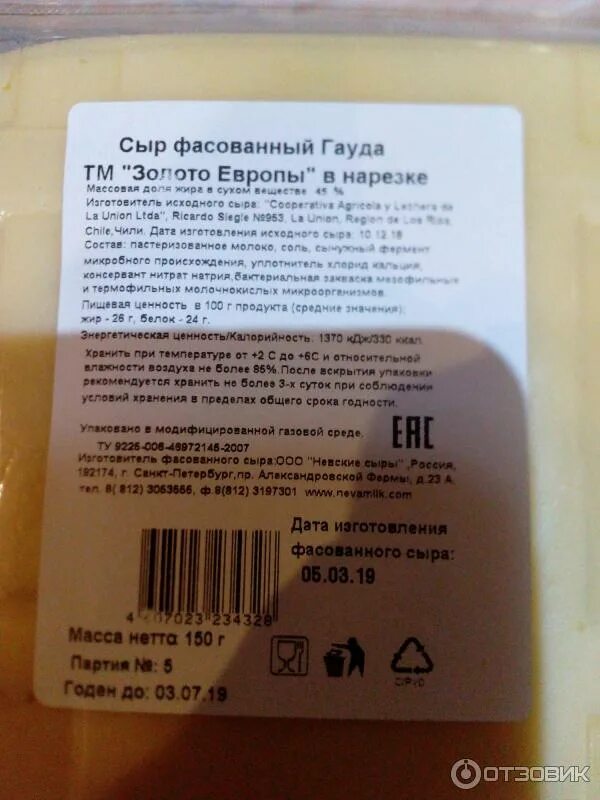 Сыр фасованный Гауда
ТМ "Золото Европы" в нарезке
Массовая доля жира в сухом веществе 45 %
Изготовитель исходного сыра: "Cooperativa Agricola y Lechera de
La Union Ltda", Ricardo Siegle №953, La Union, Region de Los Rios,
Chile,Чили. Дата изготовления исходного сыра: 10.12.18
Состав: пастеризованное молоко, соль, сычужный фермент
микробного происхождения, уплотнитель хлорид кальция,
консервант нитрат натрия,бактериальная закваска мезофильных
и термофильных молочнокислых микроорганизмов.
Пищевая ценность в 100 г продукта (средние значения):
жир - 26 г, белок - 24 г.
Энергетическая ценность/Калорийность: 1370 кДж/330 ккал
Хранить при температуре от +2 С до +6С и относительной
влажности воздуха не более 85%.После вскрытия упаковки
рекомендуется хранить не более 3-х суток при соблюдении
условий хранения в пределах общего срока годности.
Упаковано в модифицированной газовой среде.
EAC
ТУ 9225-006-46972145-2007
Изготовитель фасованного сыра:ООО "Невские сыры" ,Россия,
192174, г. Санкт-Петербург,пр. Александровской Фермы, д.23 А.
тел. 8( 812) 3053555, ф.8(812) 3197301 www.nevamilk.com
Дата изготовления
фасованного сыра:
05.03.19
4 607023 234328
Масса нетто 150 г
Партия №: 5
Годен до: 03.07.19
ОТЗОВИК